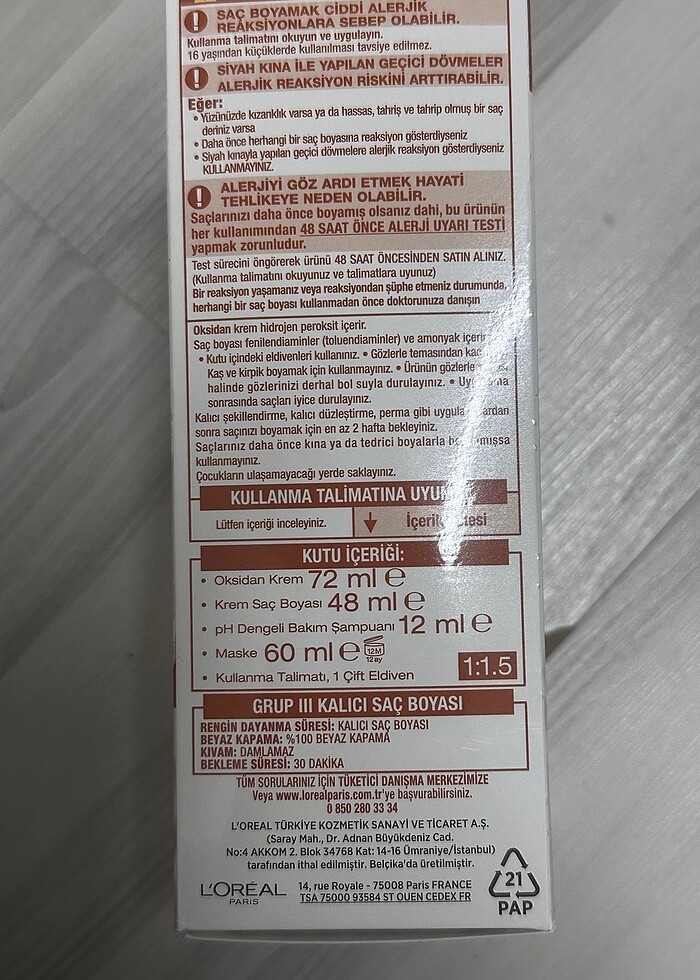 SAÇ BOYAMAK CİDDİ ALERJİK
REAKSİYONLARA SEBEP OLABİLİR.
Kullanma talimatını okuyun ve uygulayın.
16 yaşından küçüklerde kullanılması tavsiye edilmez.
SİYAH KINA İLE YAPILAN GEÇİCİ DÖVMELER
ALERJİK REAKSİYON RİSKİNİ ARTTIRABİLİR.
Eğer:
• Yüzünüzde kızarıklık varsa ya da hassas, tahriş ve tahrip olmuş bir saç
deriniz varsa
• Daha önce herhangi bir saç boyasına reaksiyon gösterdiyseniz
• Siyah kınayla yapılan geçici dövmelere alerjik reaksiyon gösterdiyseniz
KULLANMAYINIZ.
ALERJİYİ GÖZ ARDI ETMEK HAYATİ
TEHLİKEYE NEDEN OLABİLİR.
Saçlarınızı daha önce boyamış olsanız dahi, bu ürünün
her kullanımından 48 SAAT ÖNCE ALERJİ UYARI TESTİ
yapmak zorunludur.
Test sürecini öngörerek ürünü 48 SAAT ÖNCESİNDEN SATIN ALINIZ.
(Kullanma talimatını okuyunuz ve talimatlara uyunuz)
Bir reaksiyon yaşamanız veya reaksiyondan şüphe etmeniz durumunda,
herhangi bir saç boyası kullanmadan önce doktorunuza danışın
Oksidan krem hidrojen peroksit içerir.
Saç boyası fenilendiaminler (toluendiaminler) ve amonyak içerir
• Kutu içindeki eldivenleri kullanınız. • Gözlerle temasından
Kaş ve kirpik boyamak için kullanmayınız. • Ürünün gözlerle
halinde gözlerinizi derhal bol suyla durulayınız. •
sonrasında saçları iyice durulayınız.
Kalıcı şekillendirme, kalıcı düzleştirme, perma gibi
sonra saçınızı boyamak için en az 2 hafta bekleyiniz.
Saçlarınız daha önce kına ya da tedrici boyalarla
kullanmayınız.
Çocukların ulaşamayacağı yerde saklayınız.
KULLANMA TALİMATINA
Lütfen içeriği inceleyiniz.
KUTU İÇERİĞİ:
• Oksidan Krem 72 ml ℮
• Krem Saç Boyası 48 ml ℮
• pH Dengeli Bakım Şampuanı 12 ml ℮
• Maske 60 ml ℮ 12M
12 ay
• Kullanma Talimatı, 1 Çift Eldiven
1:1.5
GRUP III KALICI SAÇ BOYASI
RENGİN DAYANMA SÜRESİ: KALICI SAÇ BOYASI
BEYAZ KAPAMA: %100 BEYAZ KAPAMA
KIVAM: DAMLAMAZ
BEKLEME SÜRESİ: 30 DAKİKA
TÜM SORULARINIZ İÇİN TÜKETİCİ DANIŞMA MERKEZİMİZE
Veya www.lorealparis.com.tr'ye başvurabilirsiniz.
0 850 280 33 34
L'OREAL TÜRKİYE KOZMETİK SANAYİ VE TİCARET A.Ş.
(Saray Mah., Dr. Adnan Büyükdeniz Cad.
No:4 AKKOM 2. Blok 34768 Kat: 14-16 Ümraniye/İstanbul)
tarafından ithal edilmiştir. Belçika'da üretilmiştir.
L'ORÉAL
PARIS
14, rue Royale - 75008 Paris FRANCE
TSA 75000 93584 ST OUEN CEDEX FR
21
PAP